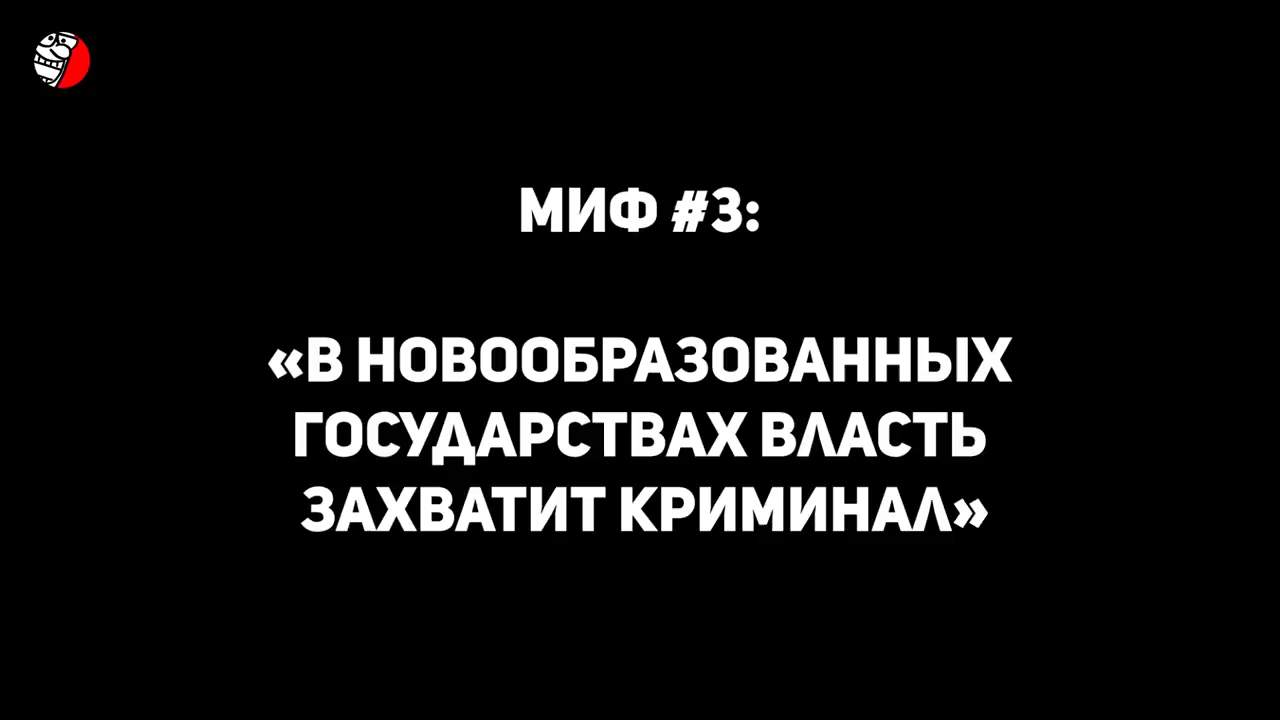 МИФ #3:
«В НОВООБРАЗОВАННЫХ
ГОСУДАРСТВАХ ВЛАСТЬ
ЗАХВАТИТ КРИМИНАЛ»